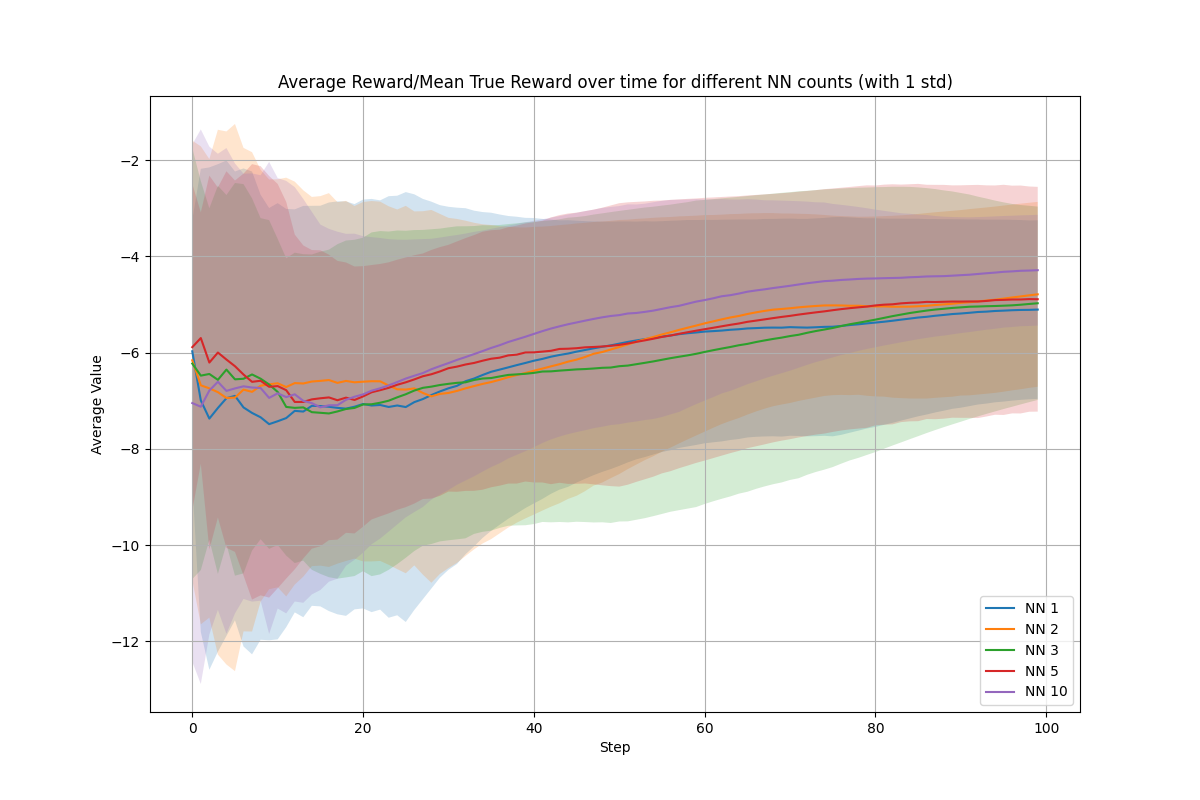 Average Reward/Mean True Reward over time for different NN counts (with 1 std)
Average Value
−2
−4
−6
−8
−10
−12
0
20
40
60
80
100
Step
NN 1
NN 2
NN 3
NN 5
NN 10